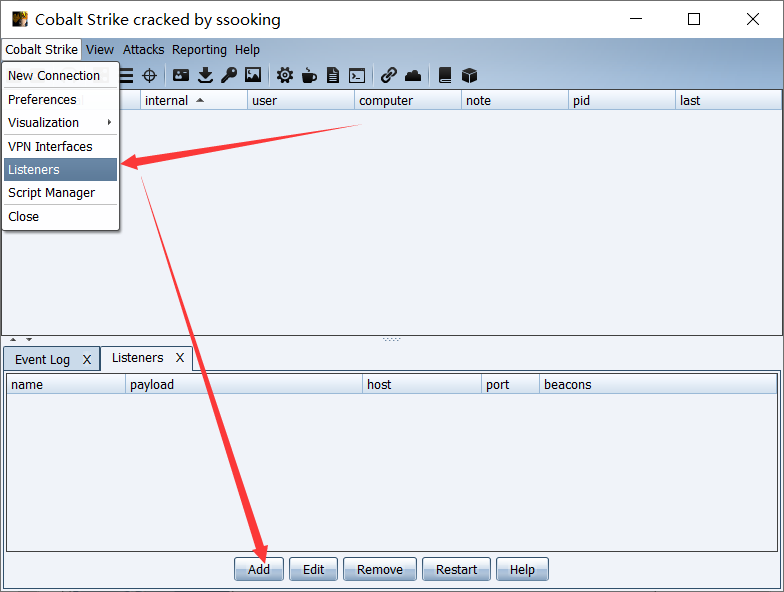 Cobalt Strike cracked by ssooking
Cobalt Strike View Attacks Reporting Help
New Connection
Preferences
Visualization
VPN Interfaces
Listeners
Script Manager
Close
internal user computer note pid last
Event Log X Listeners X
name payload host port beacons
Add Edit Remove Restart Help